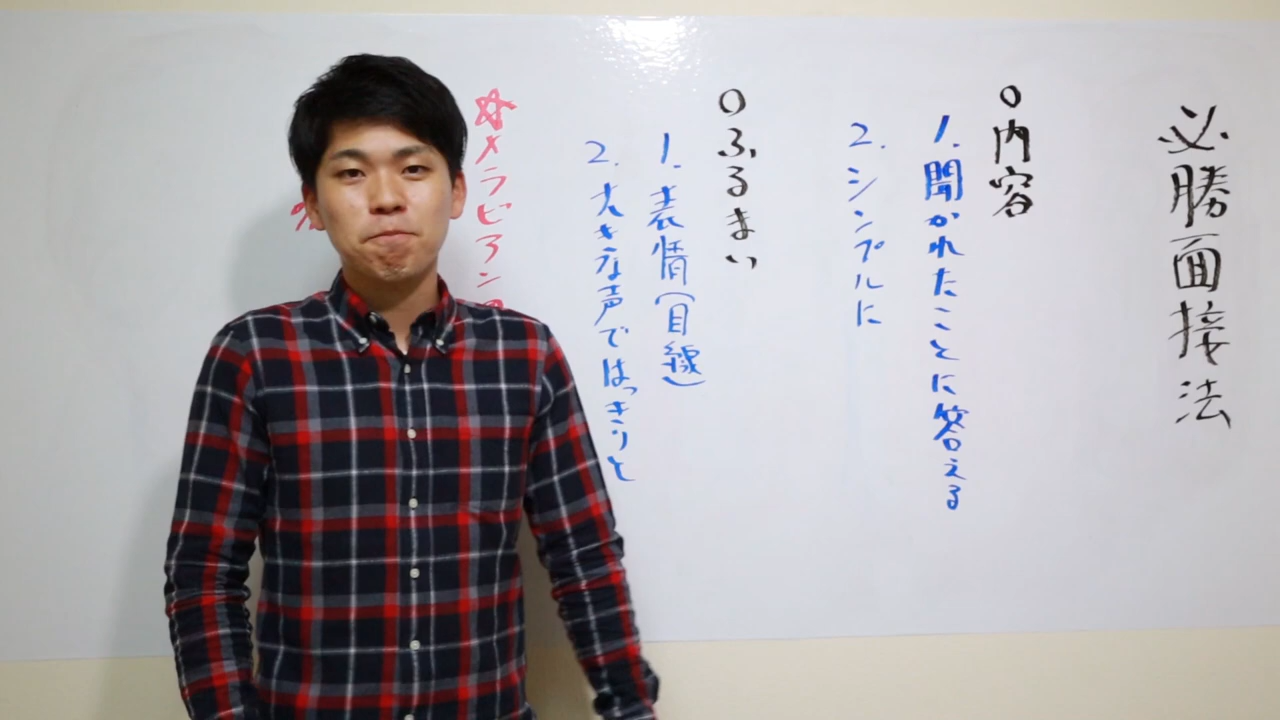 必勝面接法
○内容
1. 聞かれたことに答える
2. シンプルに
○ふるまい
1. 表情(目線)
2. 大きな声ではっきりと
☆メラビアン